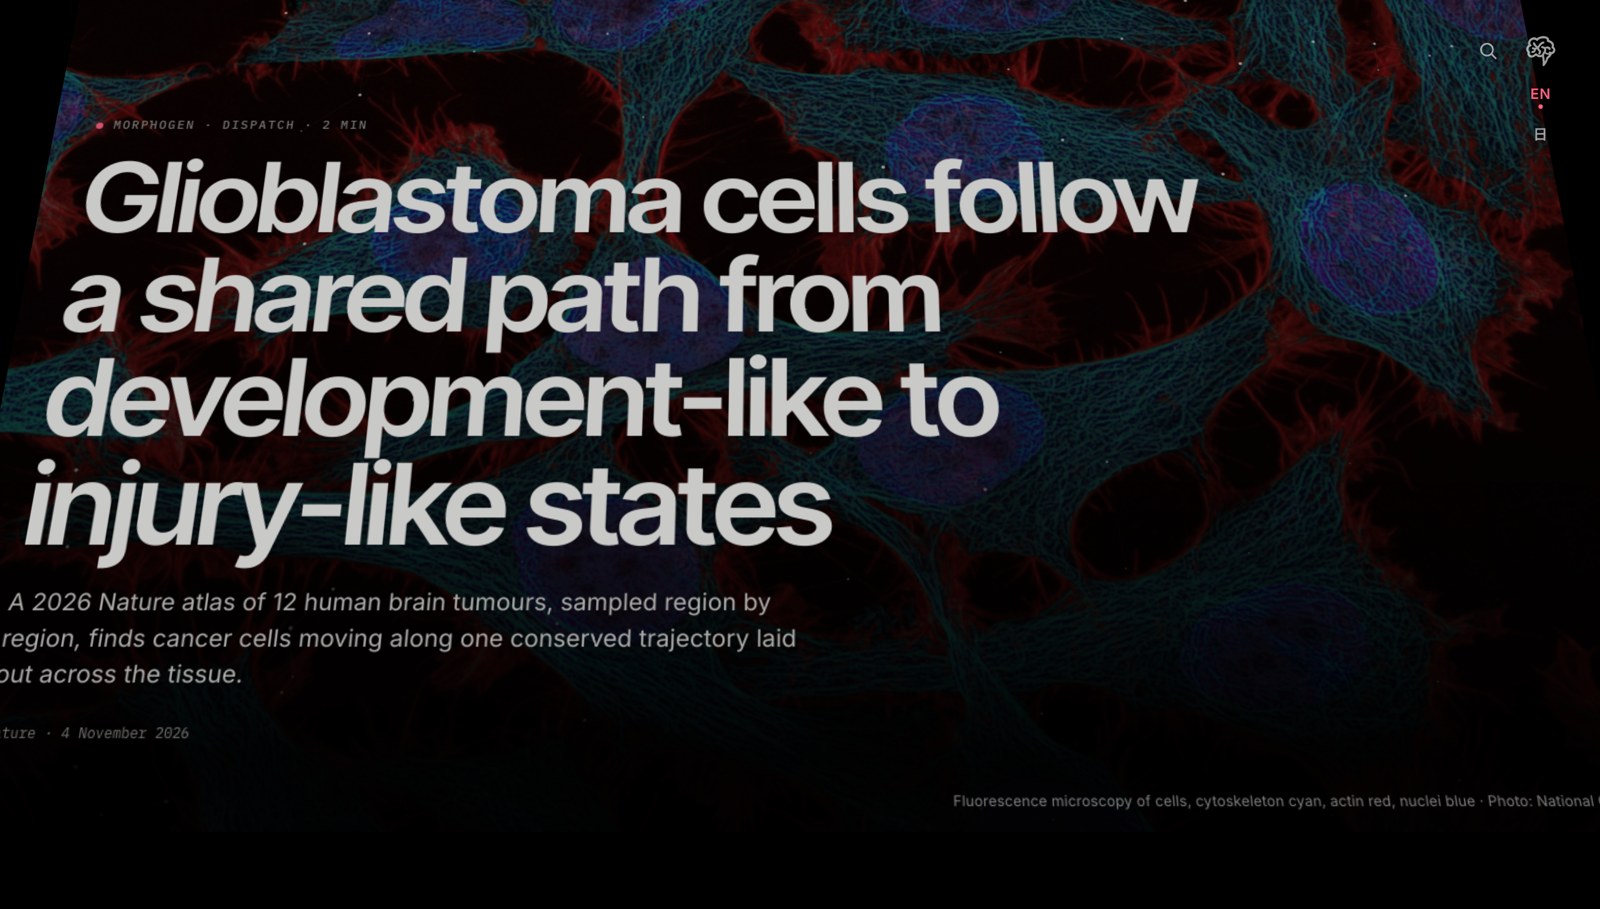 EN
日
MORPHOGEN · DISPATCH · 2 MIN
Glioblastoma cells follow
a shared path from
development-like to
injury-like states
A 2026 Nature atlas of 12 human brain tumours, sampled region by
region, finds cancer cells moving along one conserved trajectory laid
out across the tissue.
ture · 4 November 2026
Fluorescence microscopy of cells, cytoskeleton cyan, actin red, nuclei blue · Photo: National